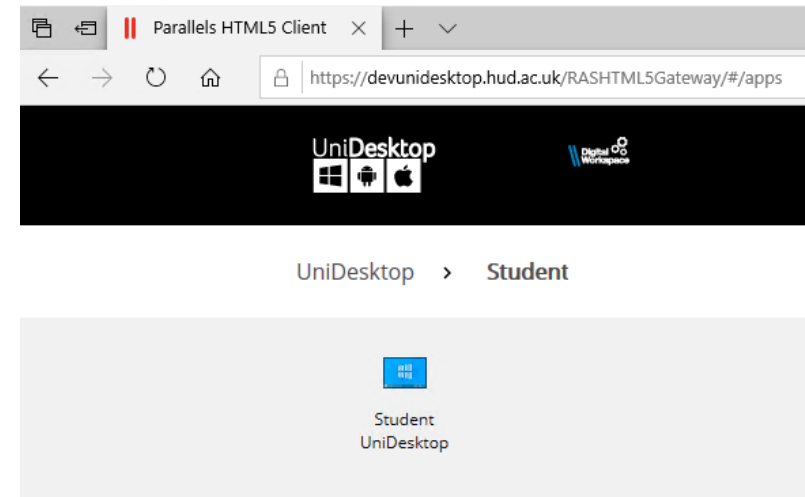 Parallels HTML5 Client
https://devunidesktop.hud.ac.uk/RASHTML5Gateway/#/apps
UniDesktop
Digital
Workspace
UniDesktop > Student
Student
UniDesktop